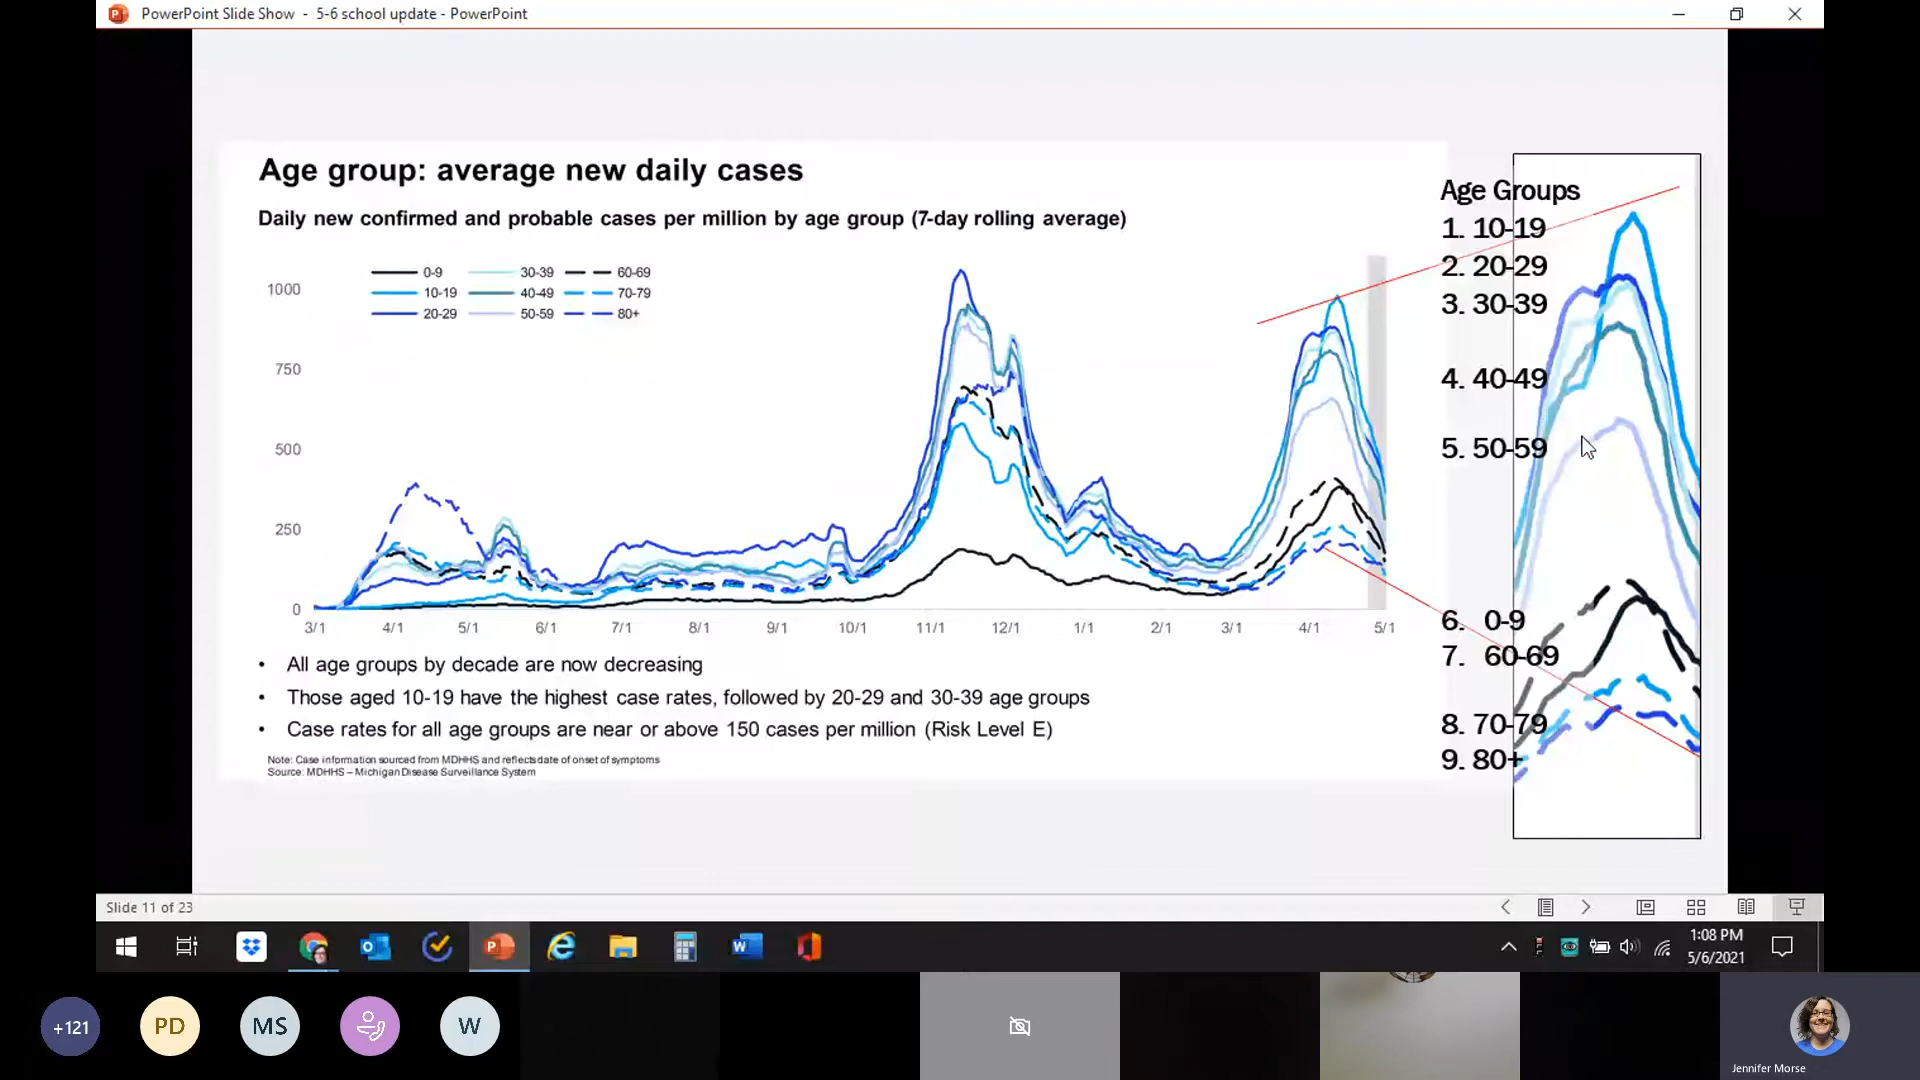 PowerPoint Slide Show - 5-6 school update - PowerPoint
Age group: average new daily cases
Daily new confirmed and probable cases per million by age group (7-day rolling average)
0-9 30-39 60-69
10-19 40-49 70-79
20-29 50-59 80+
1000
750
500
250
0
3/1 4/1 5/1 6/1 7/1 8/1 9/1 10/1 11/1 12/1 1/1 2/1 3/1 4/1 5/1
• All age groups by decade are now decreasing
• Those aged 10-19 have the highest case rates, followed by 20-29 and 30-39 age groups
• Case rates for all age groups are near or above 150 cases per million (Risk Level E)
Note: Case information sourced from MDHHS and reflects date of onset of symptoms
Source: MDHHS – Michigan Disease Surveillance System
Age Groups
1. 10-19
2. 20-29
3. 30-39
4. 40-49
5. 50-59
6. 0-9
7. 60-69
8. 70-79
9. 80+
Slide 11 of 23
1:08 PM
5/6/2021
+121
PD
MS
W
Jennifer Morse